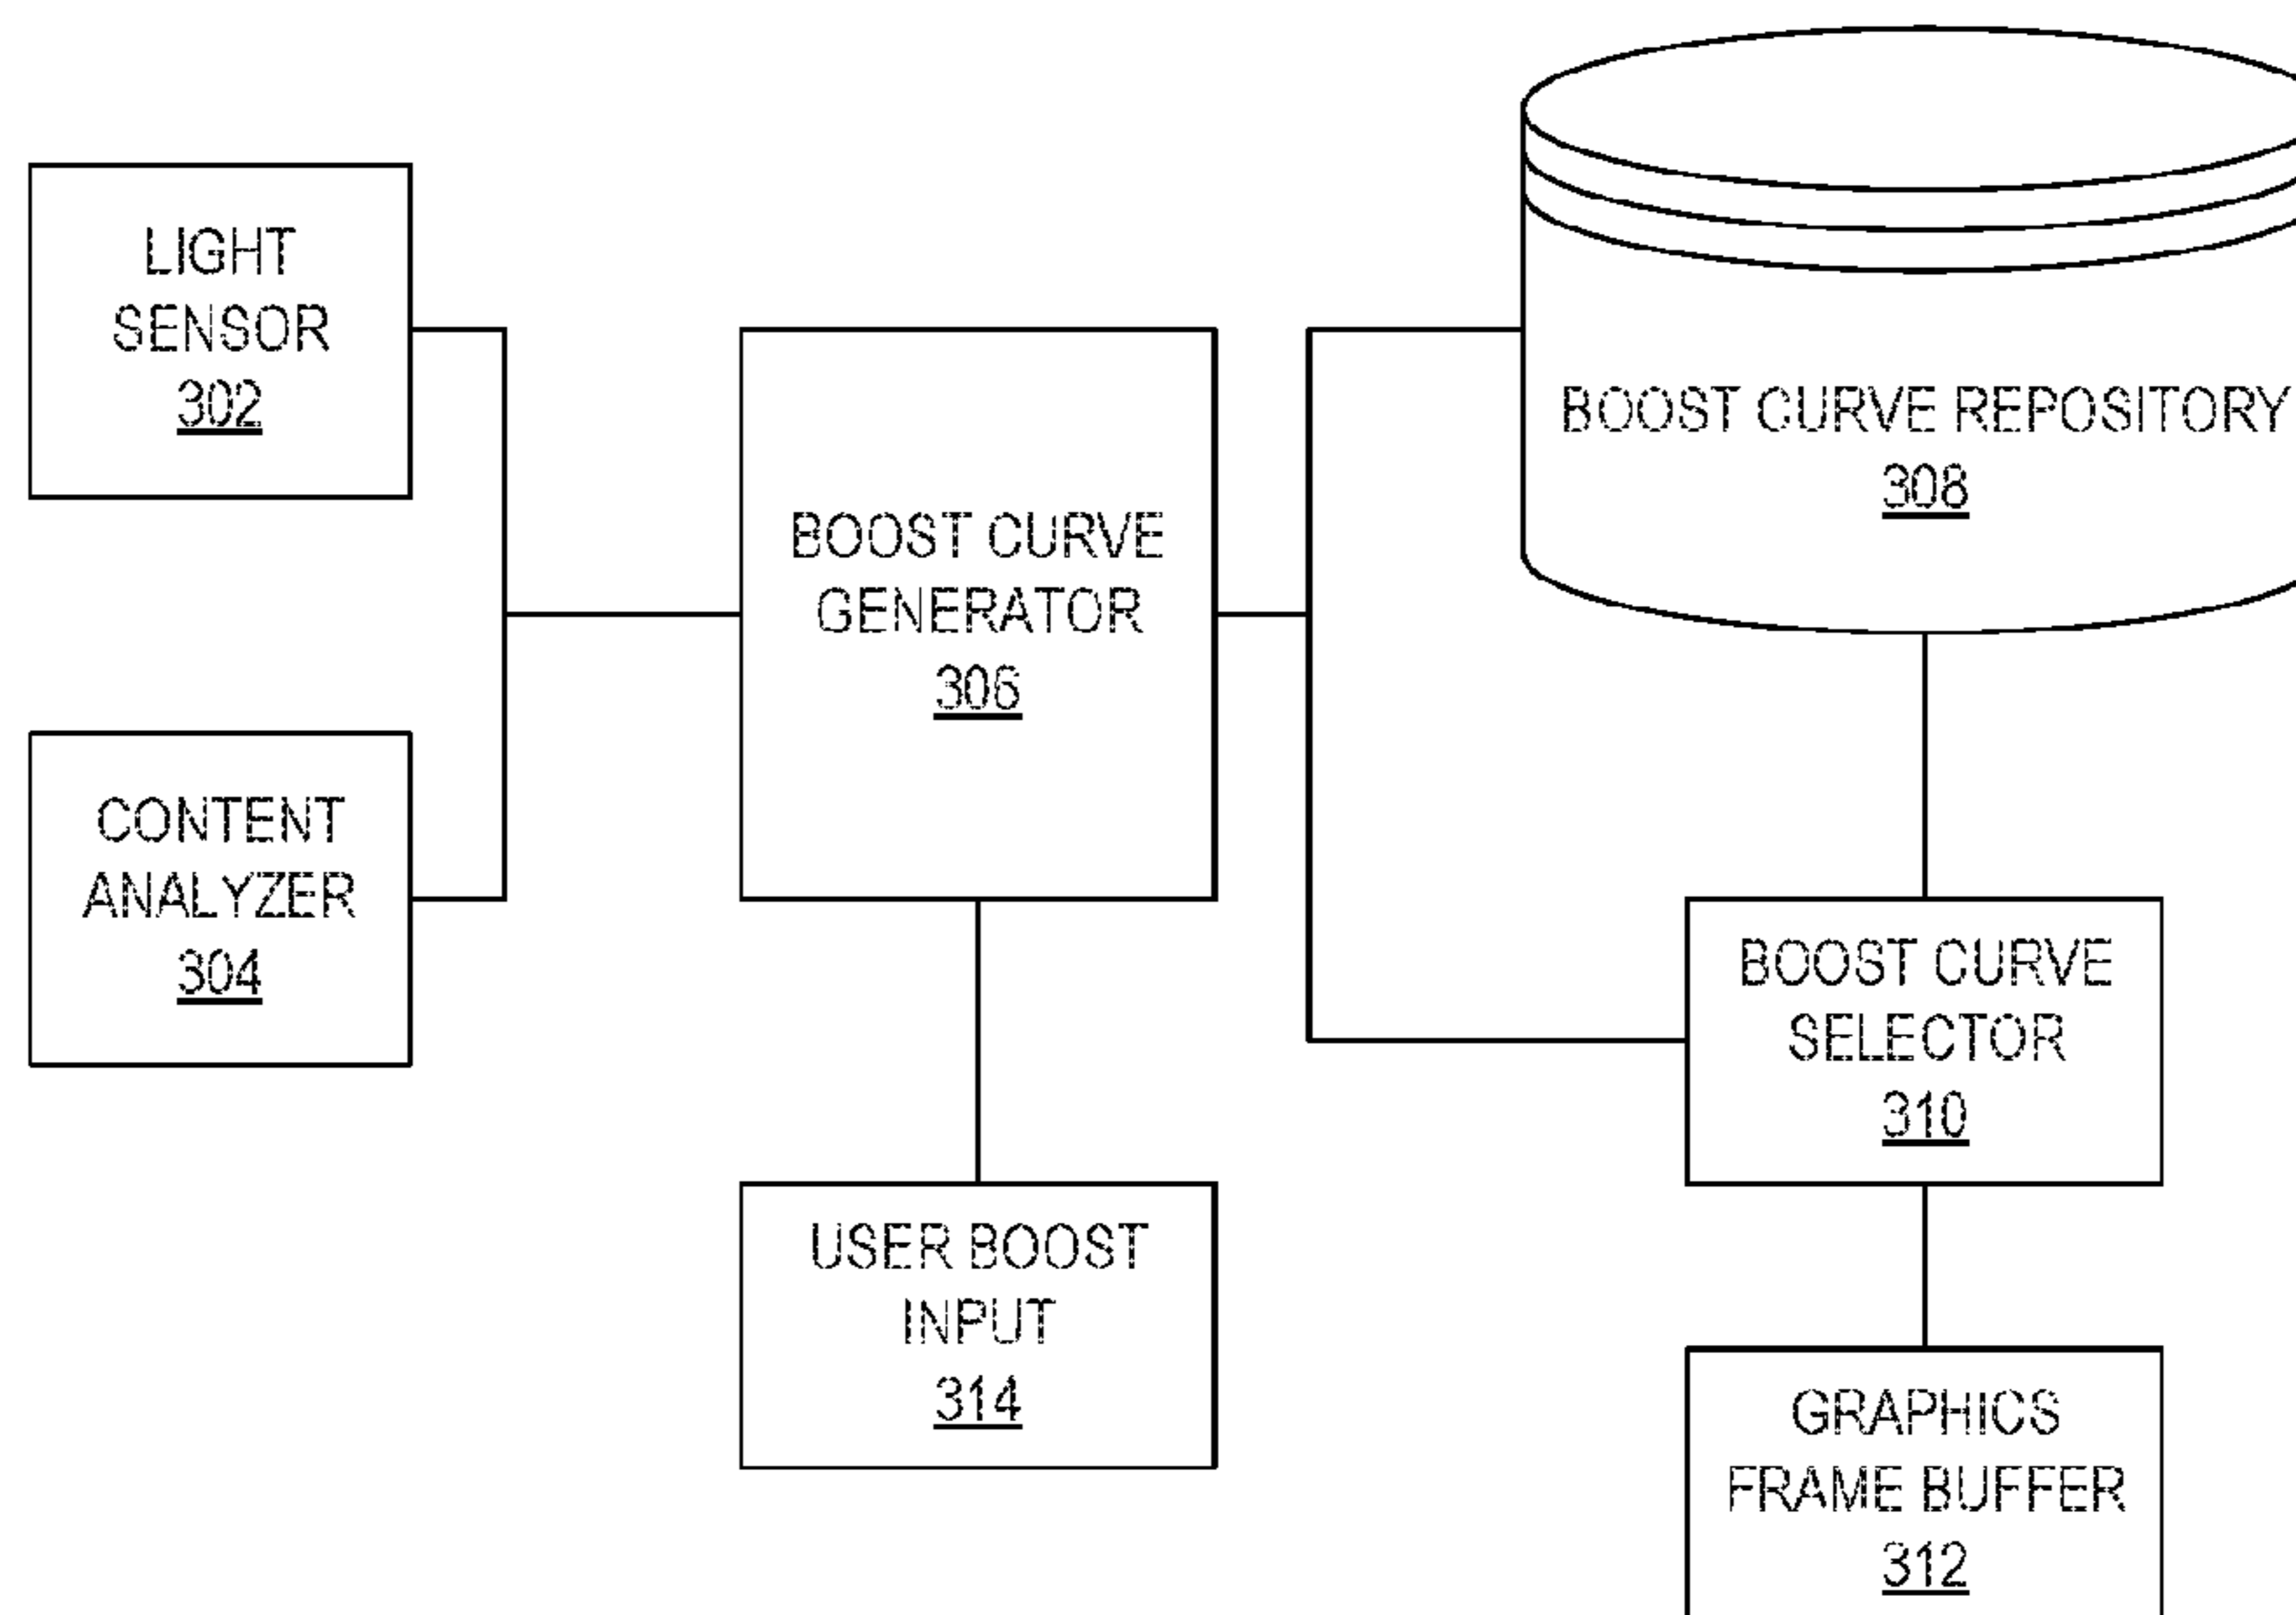 LIGHT
SENSOR
302
CONTENT
ANALYZER
304
BOOST CURVE
GENERATOR
306
USER BOOST
INPUT
314
BOOST CURVE REPOSITORY
308
BOOST CURVE
SELECTOR
310
GRAPHICS
FRAME BUFFER
312